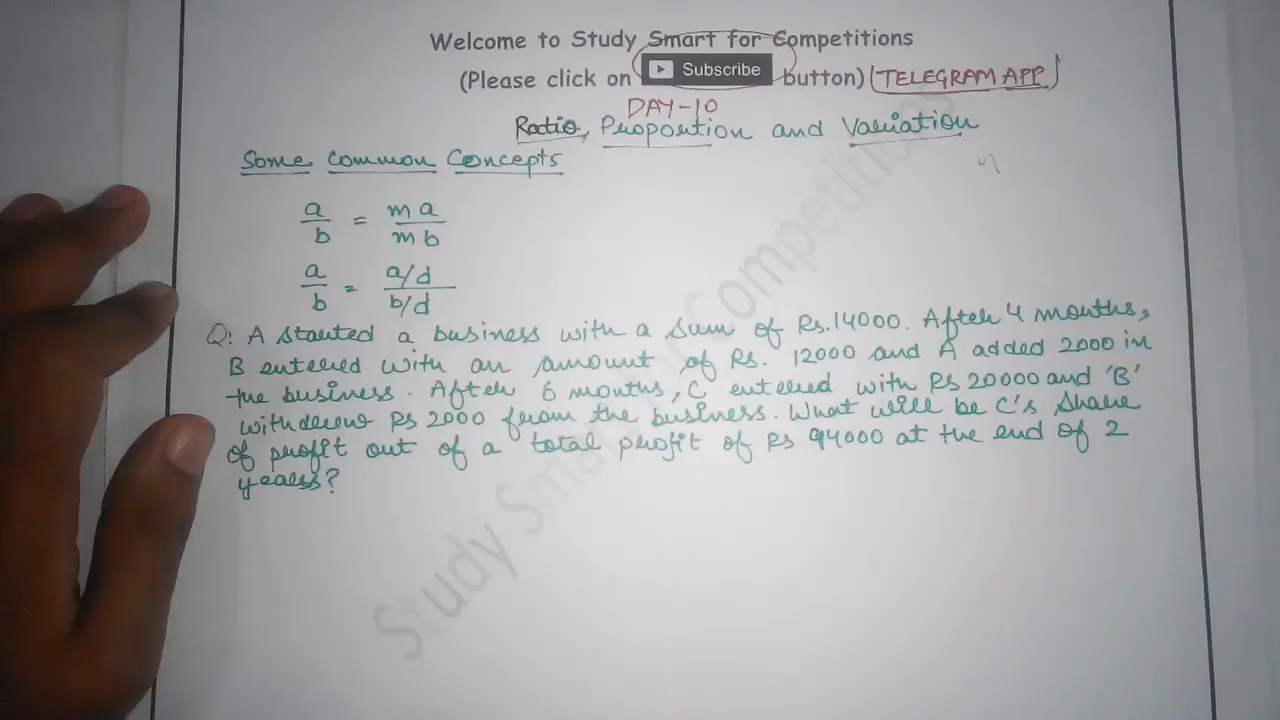 Welcome to Study Smart for Competitions
(Please click on Subscribe button) (TELEGRAM APP)
DAY-10
Ratio, Proportion and Variation
Some Common Concepts
a/b = ma/mb
a/b = a/d / b/d
Q: A started a business with a sum of Rs.14000. After 4 months,
B entered with an amount of Rs. 12000 and A added 2000 in
the business. After 6 months, C entered with Rs 20000 and 'B'
withdrew Rs 2000 from the business. What will be C's share
of profit out of a total profit of Rs 94000 at the end of 2
years?
Study Smart for Competitions